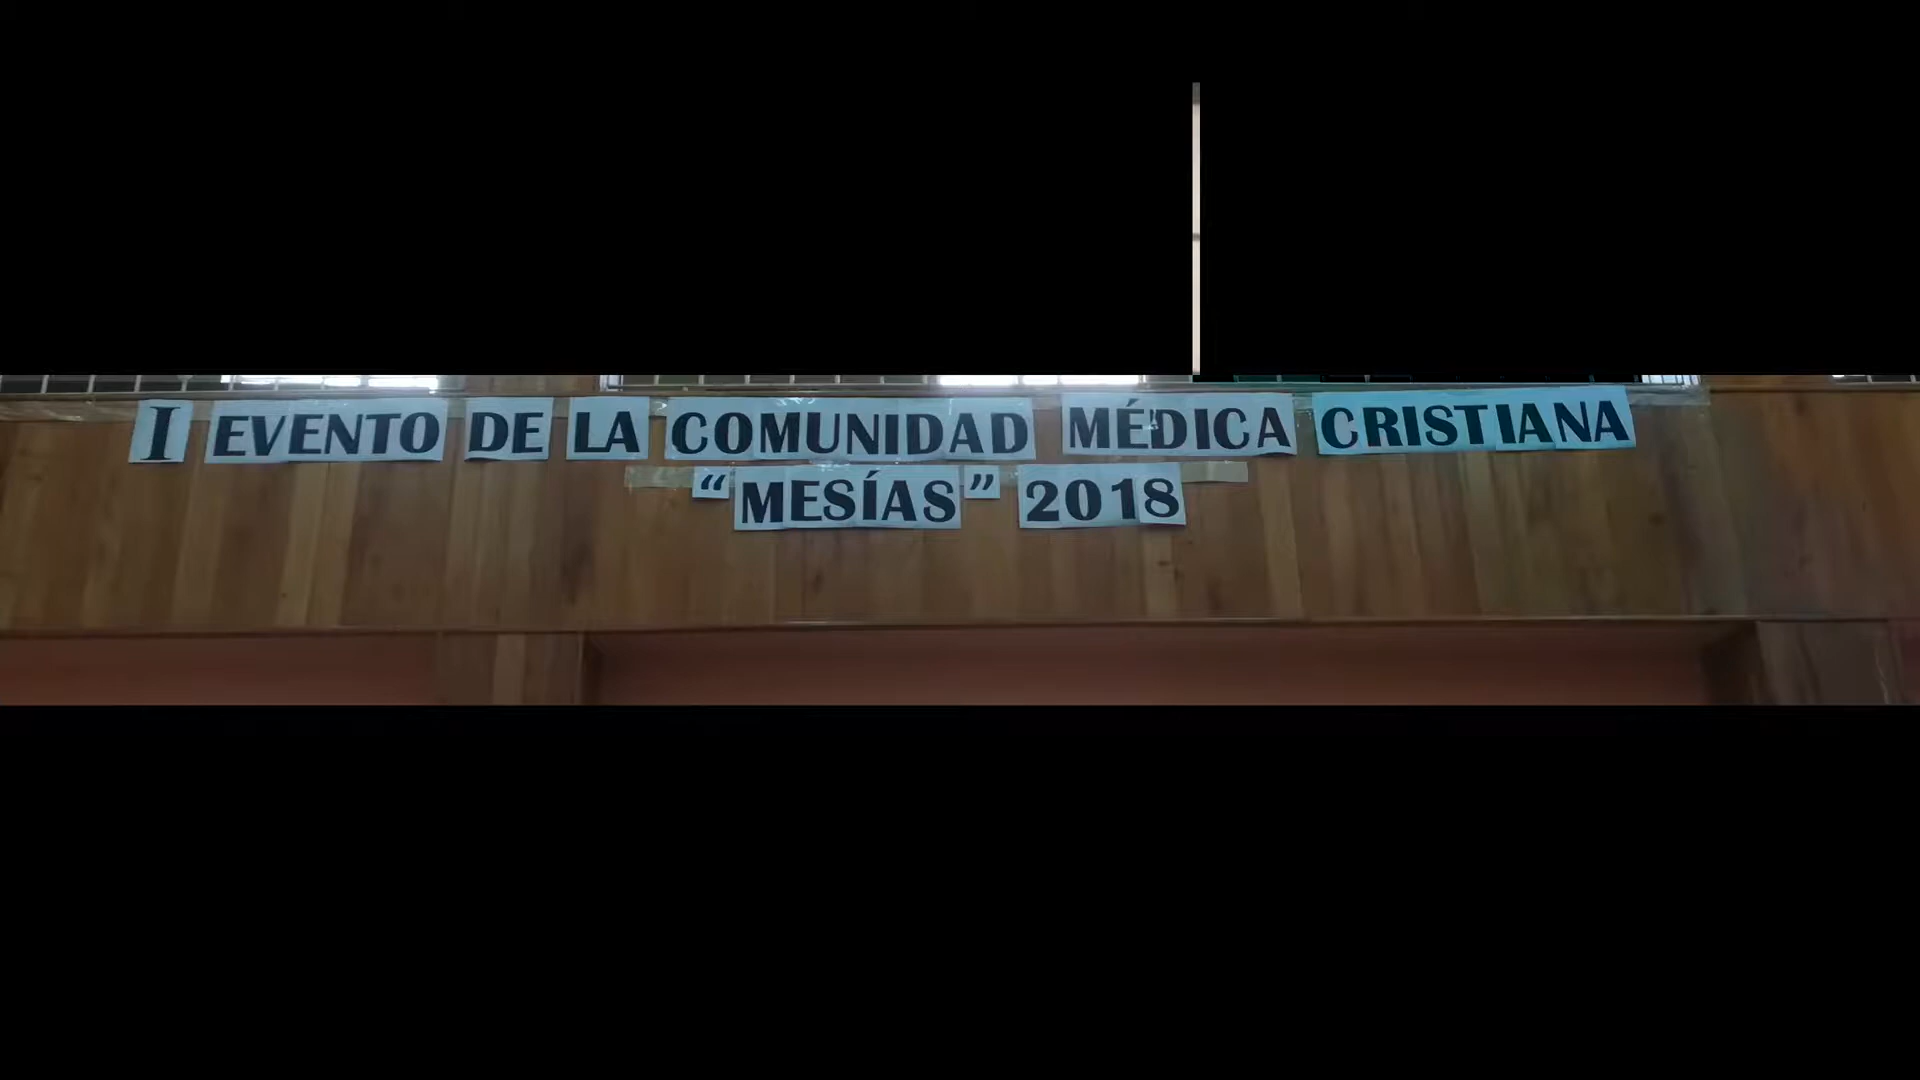 I EVENTO DE LA COMUNIDAD MÉDICA CRISTIANA
“MESÍAS” 2018